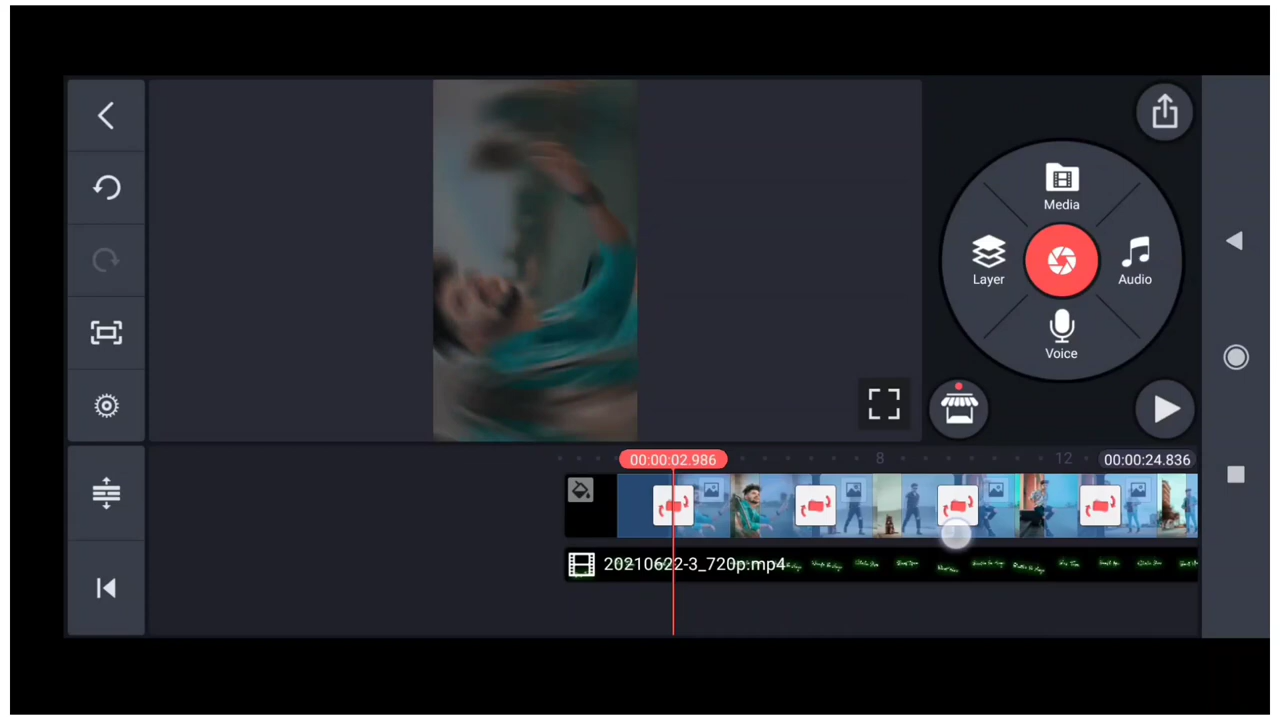 Media
Layer
Audio
Voice
00:00:02.986
8
12
00:00:24.836
20210622-3_720p.mp4